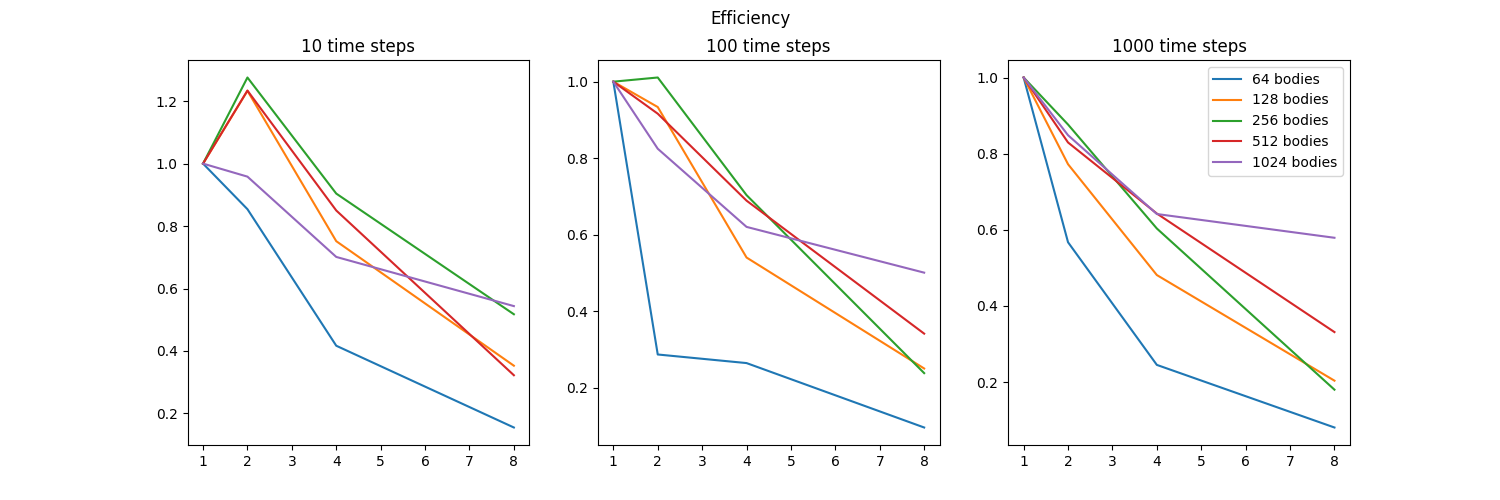 Efficiency
10 time steps
1.2
1.0
0.8
0.6
0.4
0.2
1 2 3 4 5 6 7 8
100 time steps
1.0
0.8
0.6
0.4
0.2
1 2 3 4 5 6 7 8
1000 time steps
1.0
0.8
0.6
0.4
0.2
1 2 3 4 5 6 7 8
64 bodies
128 bodies
256 bodies
512 bodies
1024 bodies